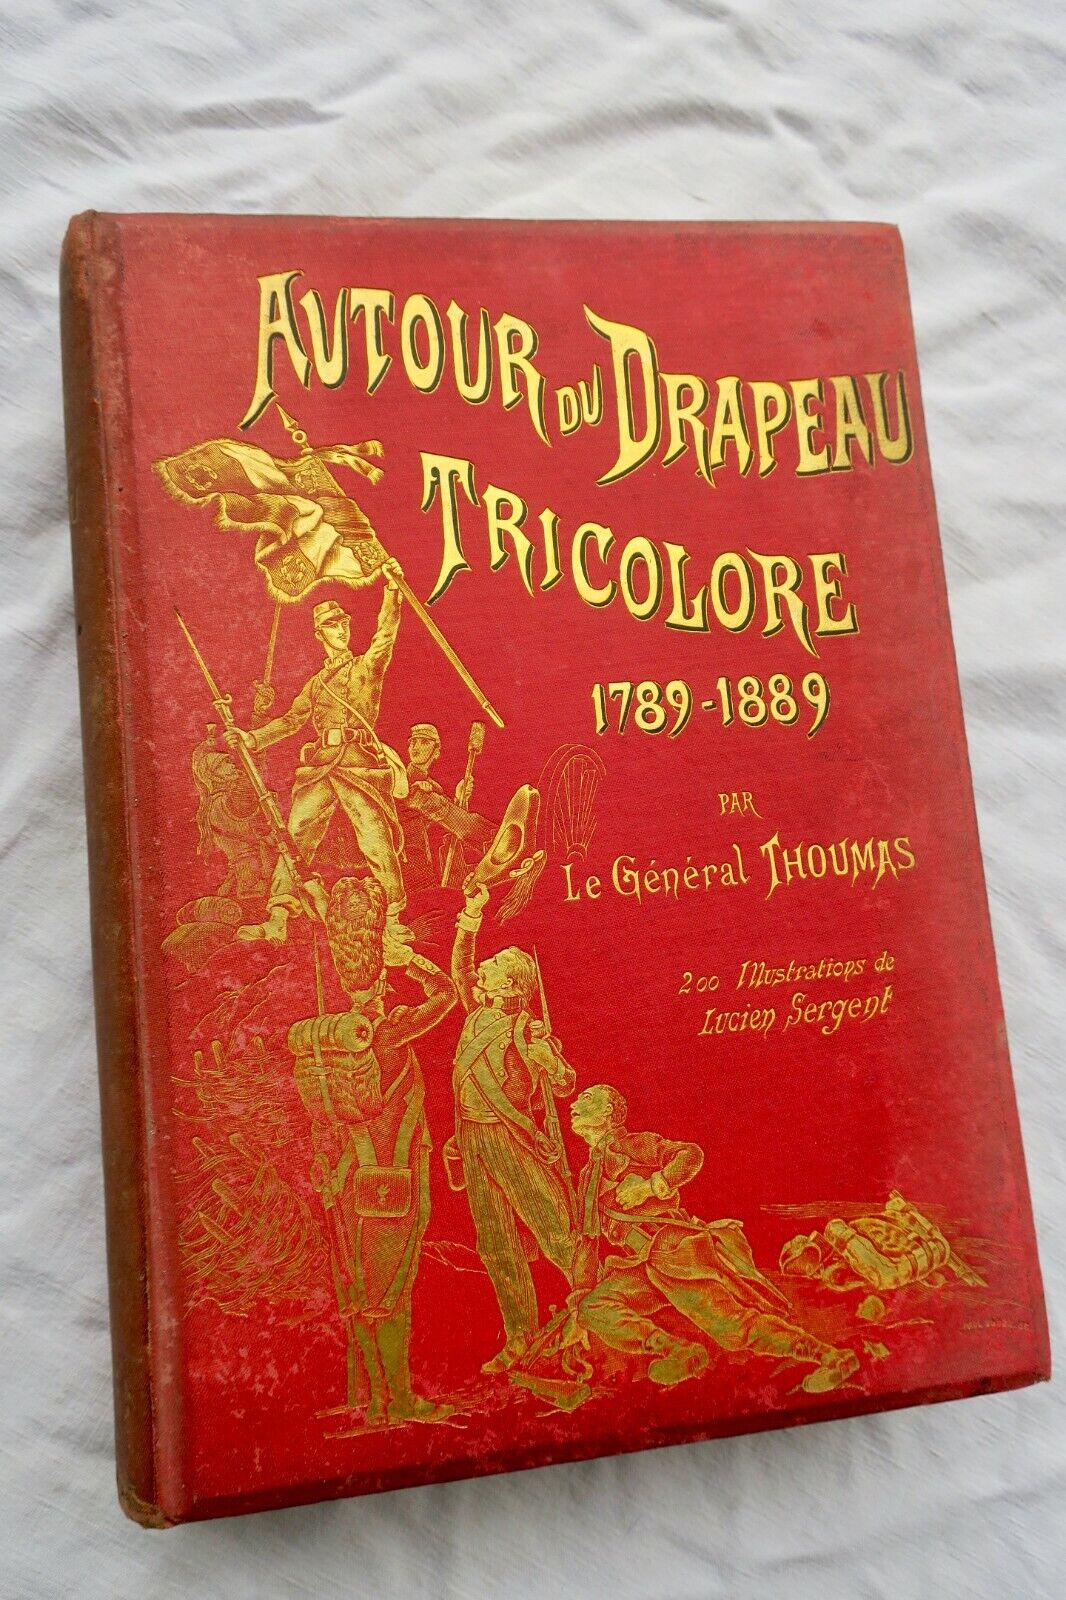 AUTOUR DU DRAPEAU
TRICOLORE
1789-1889
PAR
LE GÉNÉRAL THOUMAS
200 Illustrations de
Lucien Sergent